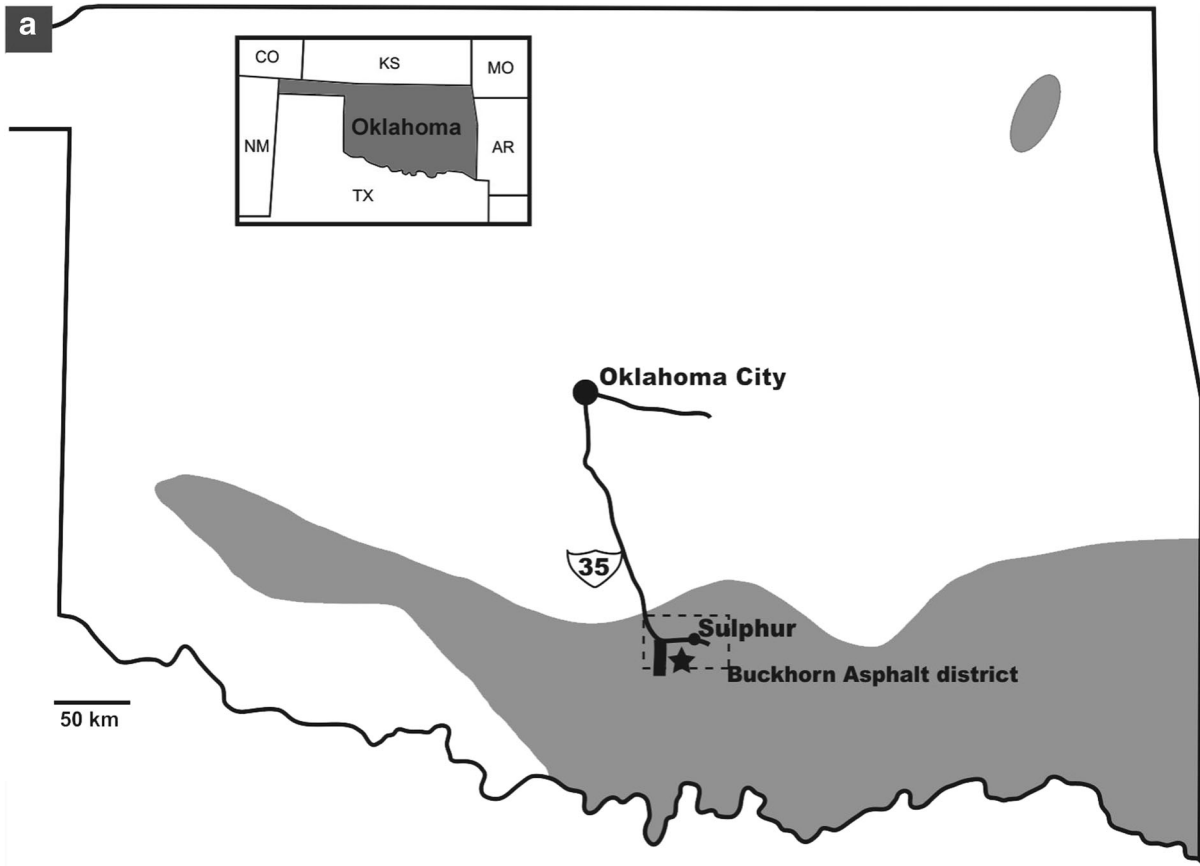 a
CO
KS
MO
NM
Oklahoma
AR
TX
Oklahoma City
35
Sulphur
Buckhorn Asphalt district
50 km